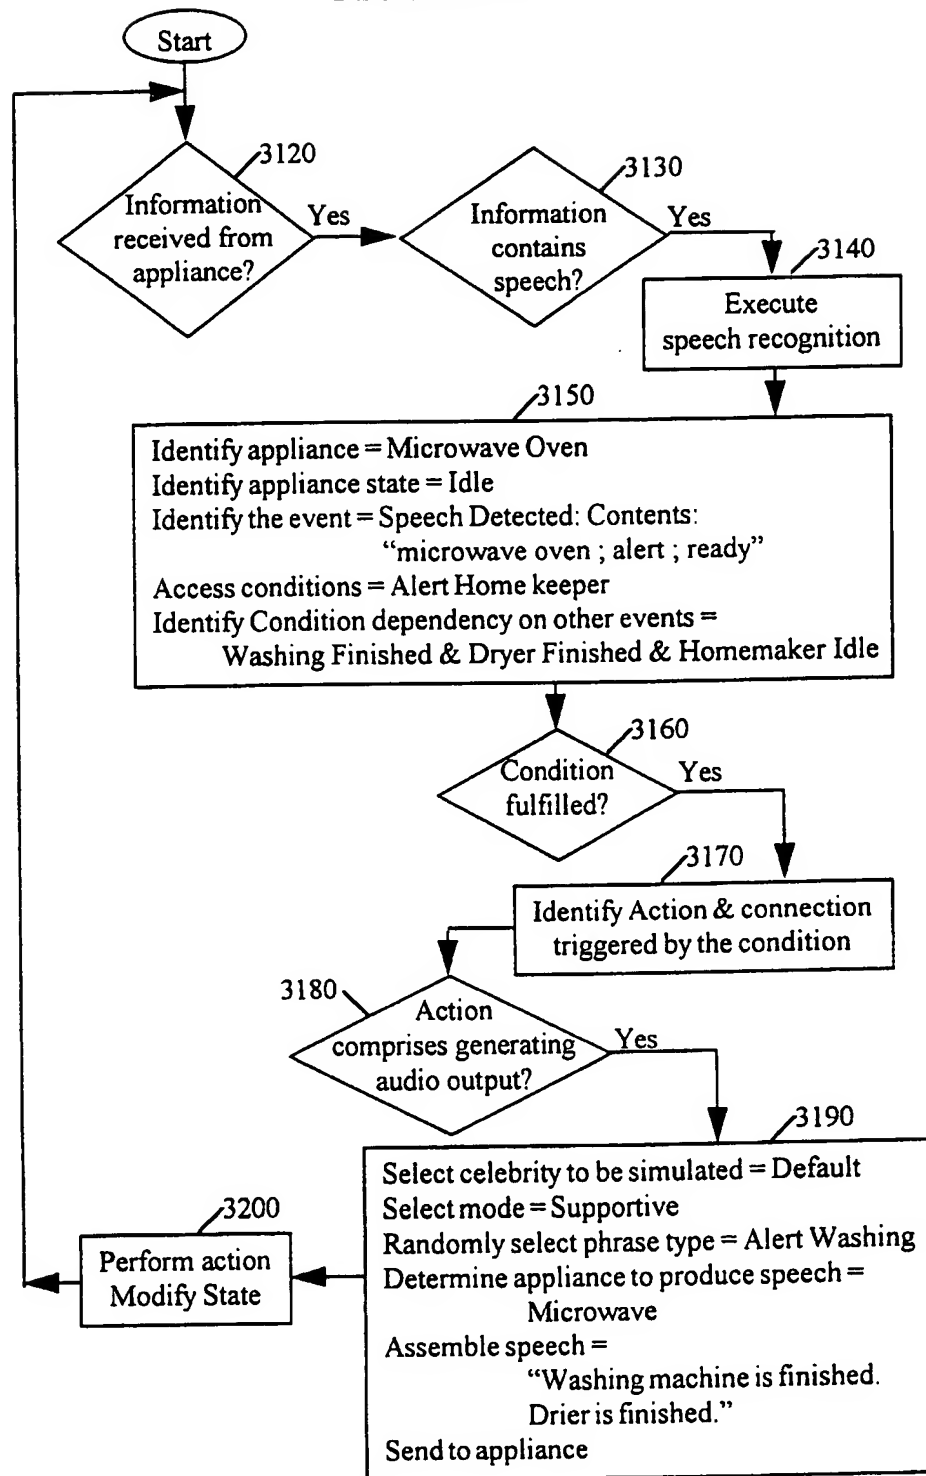 Start
3120
Information
received from
appliance?
Yes
3130
Information
contains
speech?
Yes
3140
Execute
speech recognition
3150
Identify appliance = Microwave Oven
Identify appliance state = Idle
Identify the event = Speech Detected: Contents:
“microwave oven ; alert ; ready”
Access conditions = Alert Home keeper
Identify Condition dependency on other events =
Washing Finished & Dryer Finished & Homemaker Idle
3160
Condition
fulfilled?
Yes
3170
Identify Action & connection
triggered by the condition
3180
Action
comprises generating
audio output?
Yes
3190
Select celebrity to be simulated = Default
Select mode = Supportive
Randomly select phrase type = Alert Washing
Determine appliance to produce speech =
Microwave
Assemble speech =
“Washing machine is finished.
Drier is finished.”
Send to appliance
3200
Perform action
Modify State